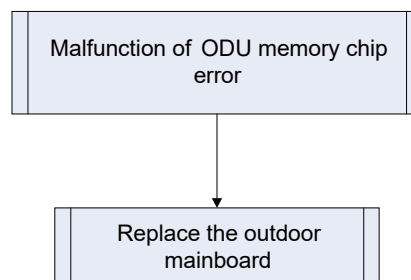 Malfunction of ODU memory chip
error
Replace the outdoor
mainboard